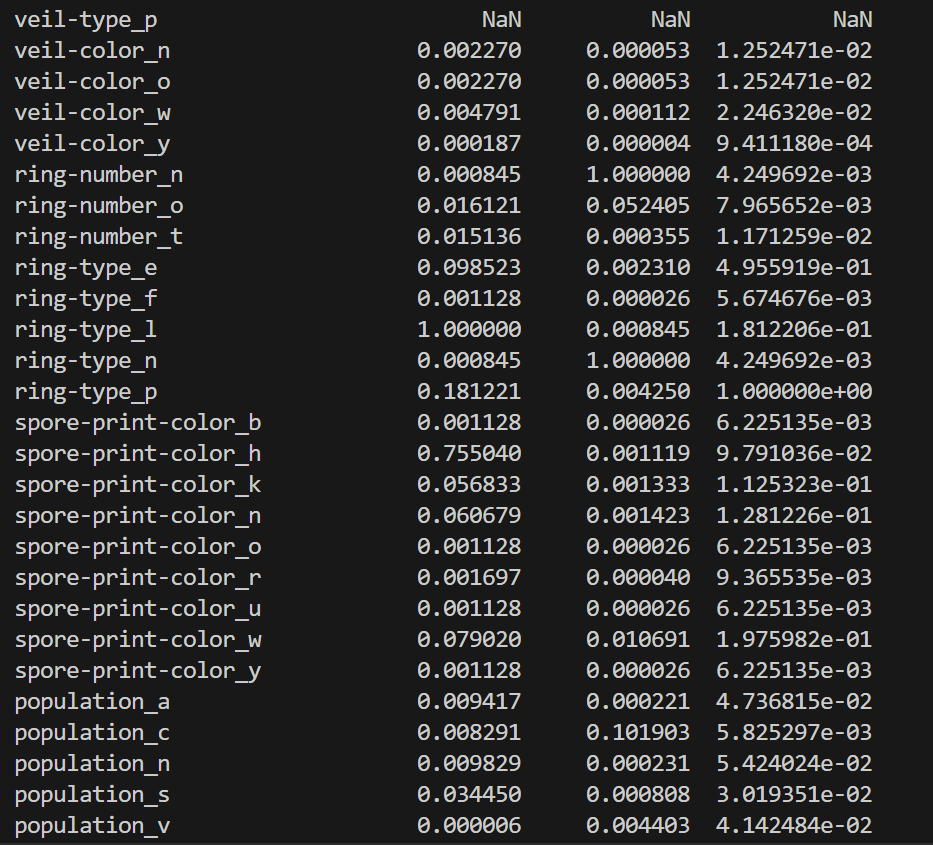 veil-type_p NaN NaN NaN
veil-color_n 0.002270 0.000053 1.252471e-02
veil-color_o 0.002270 0.000053 1.252471e-02
veil-color_w 0.004791 0.000112 2.246320e-02
veil-color_y 0.000187 0.000004 9.411180e-04
ring-number_n 0.000845 1.000000 4.249692e-03
ring-number_o 0.016121 0.052405 7.965652e-03
ring-number_t 0.015136 0.000355 1.171259e-02
ring-type_e 0.098523 0.002310 4.955919e-01
ring-type_f 0.001128 0.000026 5.674676e-03
ring-type_l 1.000000 0.000845 1.812206e-01
ring-type_n 0.000845 1.000000 4.249692e-03
ring-type_p 0.181221 0.004250 1.000000e+00
spore-print-color_b 0.001128 0.000026 6.225135e-03
spore-print-color_h 0.755040 0.001119 9.791036e-02
spore-print-color_k 0.056833 0.001333 1.125323e-01
spore-print-color_n 0.060679 0.001423 1.281226e-01
spore-print-color_o 0.001128 0.000026 6.225135e-03
spore-print-color_r 0.001697 0.000040 9.365535e-03
spore-print-color_u 0.001128 0.000026 6.225135e-03
spore-print-color_w 0.079020 0.010691 1.975982e-01
spore-print-color_y 0.001128 0.000026 6.225135e-03
population_a 0.009417 0.000221 4.736815e-02
population_c 0.008291 0.101903 5.825297e-03
population_n 0.009829 0.000231 5.424024e-02
population_s 0.034450 0.000808 3.019351e-02
population_v 0.000006 0.004403 4.142484e-02